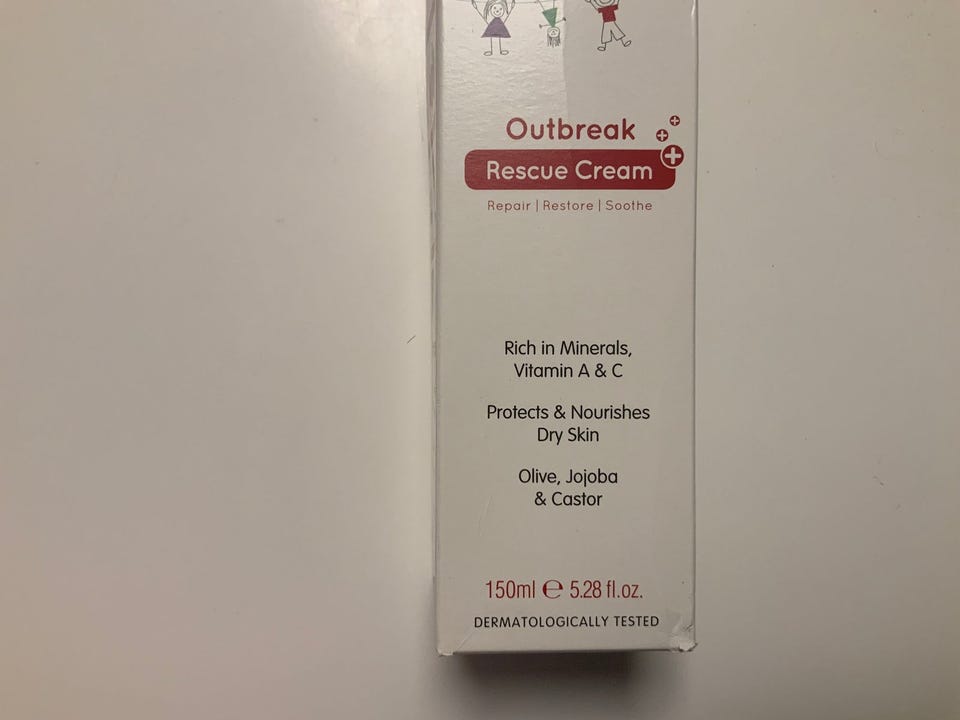 Outbreak
Rescue Cream
Repair | Restore | Soothe
Rich in Minerals,
Vitamin A & C
Protects & Nourishes
Dry Skin
Olive, Jojoba
& Castor
150ml ℮ 5.28 fl.oz.
DERMATOLOGICALLY TESTED